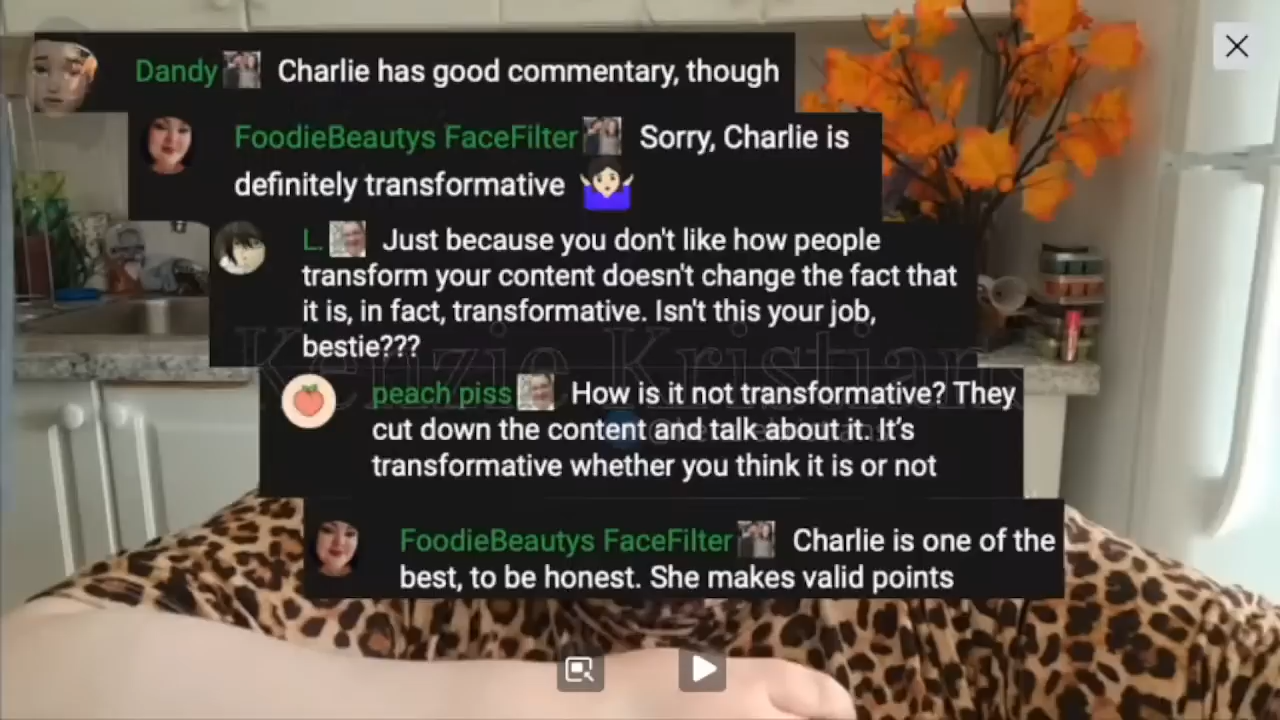 Dandy Charlie has good commentary, though
FoodieBeautys FaceFilter Sorry, Charlie is
definitely transformative 🤷🏻‍♀️
L. Just because you don't like how people
transform your content doesn't change the fact that
it is, in fact, transformative. Isn't this your job,
bestie???
Kenzie Kristian
peach piss How is it not transformative? They
cut down the content and talk about it. It’s
transformative whether you think it is or not
FoodieBeautys FaceFilter Charlie is one of the
best, to be honest. She makes valid points